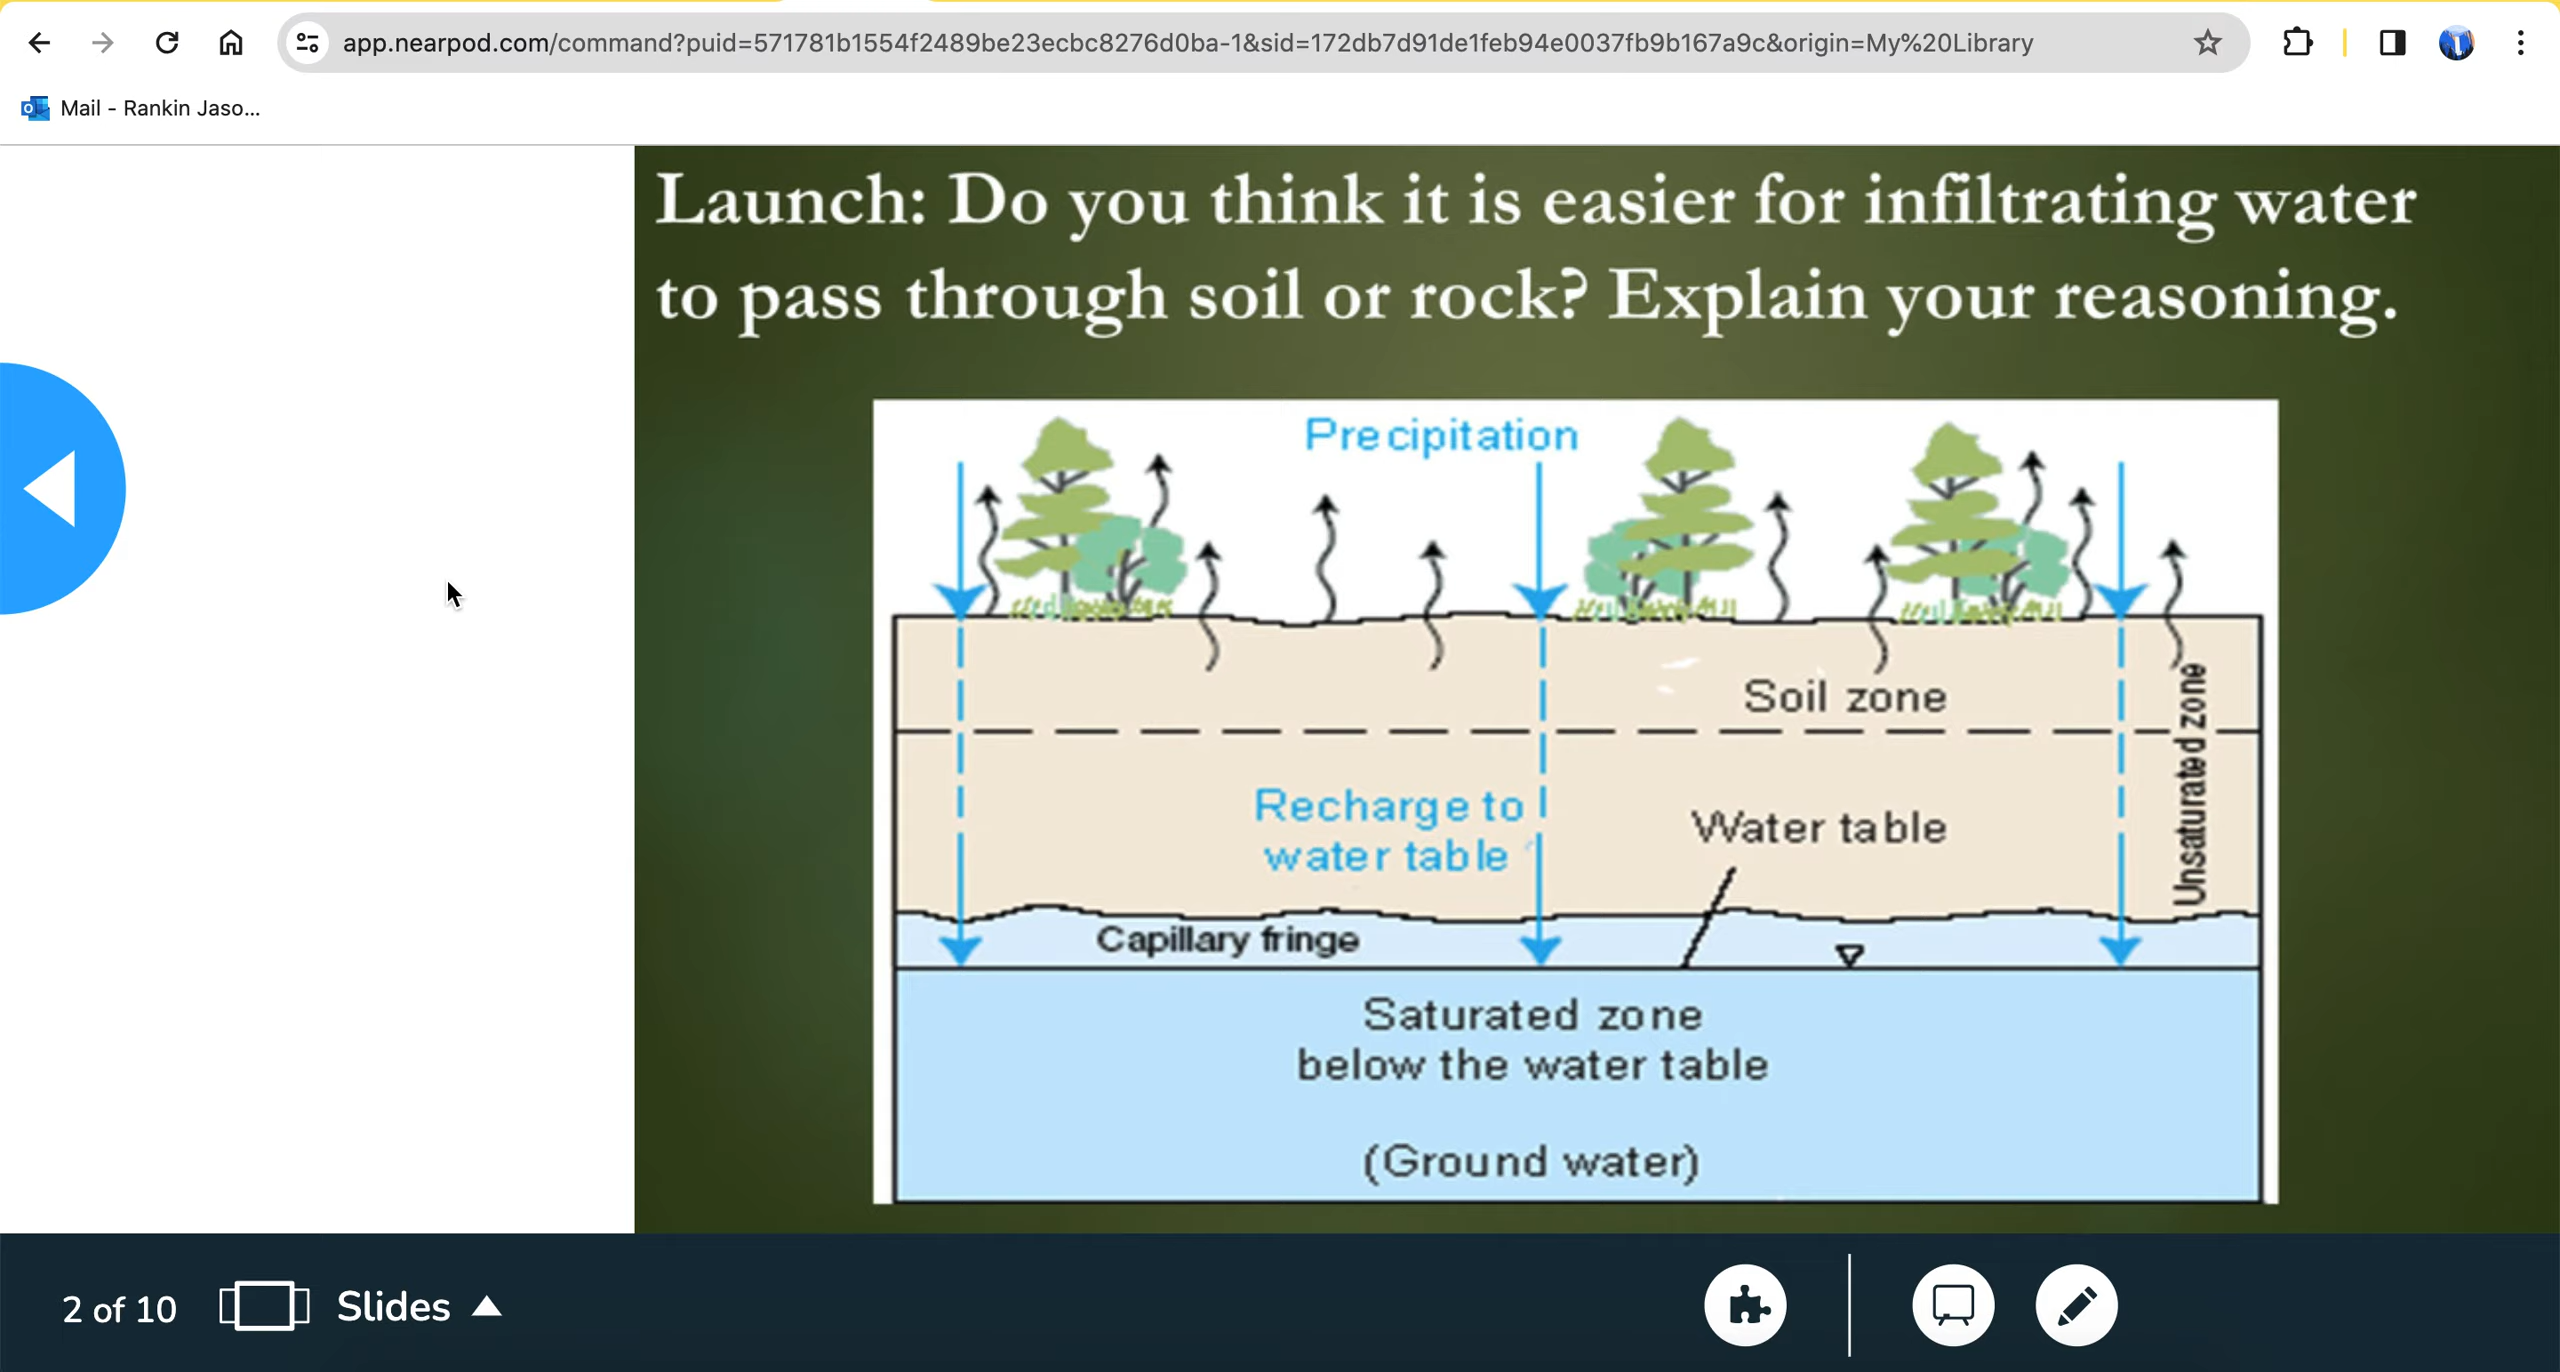 app.nearpod.com/command?puid=571781b1554f2489be23ecbc8276d0ba-1&sid=172db7d91de1feb94e0037fb9b167a9c&origin=My%20Library
Mail - Rankin Jaso...
Launch: Do you think it is easier for infiltrating water
to pass through soil or rock? Explain your reasoning.
Precipitation
Soil zone
Unsaturated zone
Recharge to
water table
Water table
Capillary fringe
Saturated zone
below the water table
(Ground water)
2 of 10
Slides